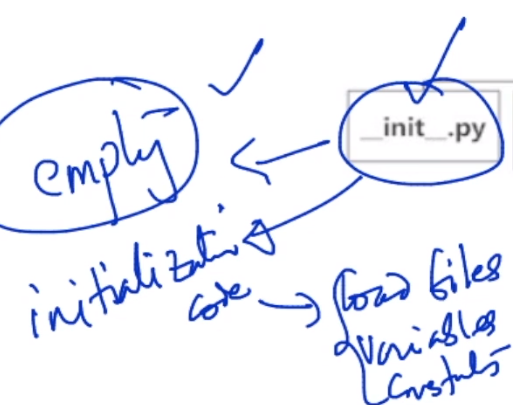 __init__.py
empty
initialization
code
load files
variables
constants